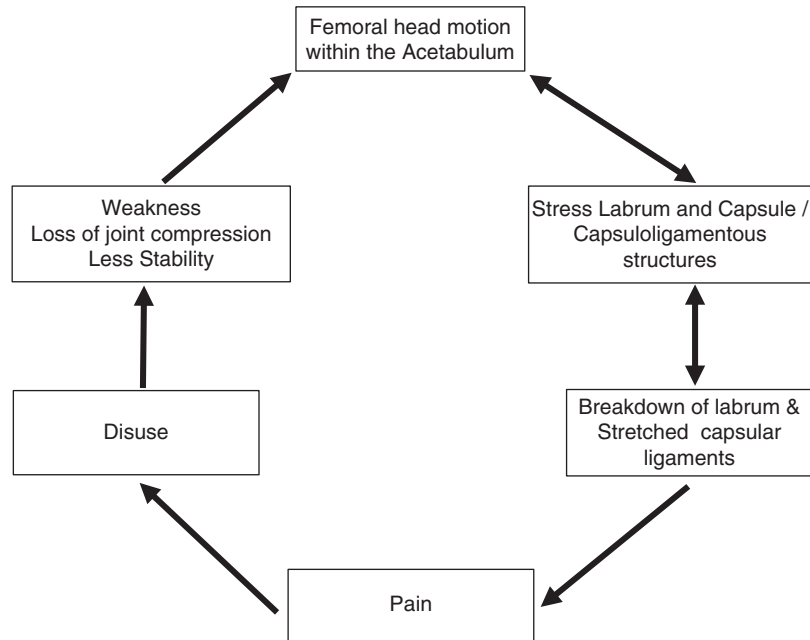 Femoral head motion
within the Acetabulum
Stress Labrum and Capsule /
Capsuloligamentous
structures
Breakdown of labrum &
Stretched capsular
ligaments
Pain
Disuse
Weakness
Loss of joint compression
Less Stability